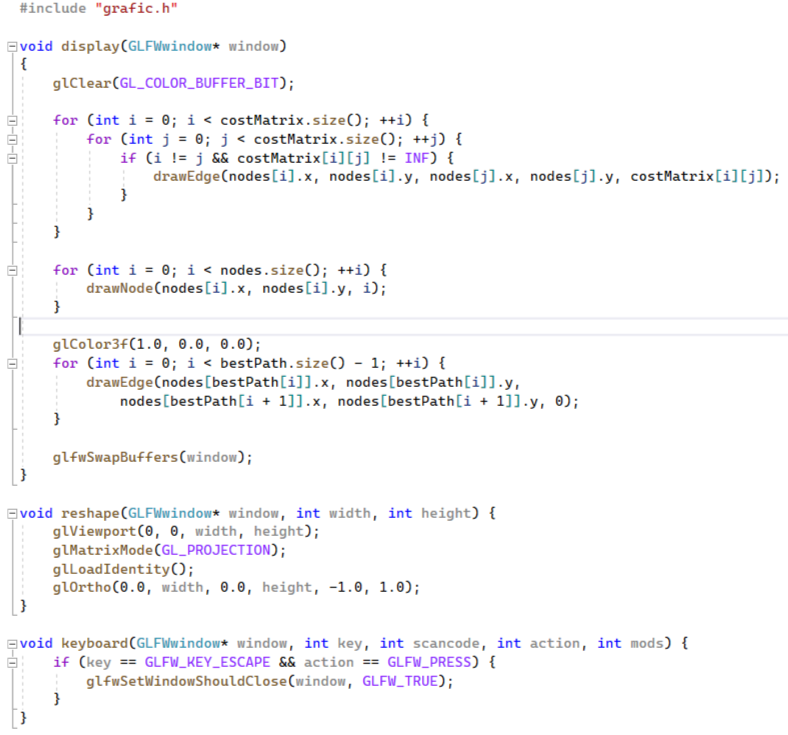 #include "grafic.h"
void display(GLFWwindow* window)
{
    glClear(GL_COLOR_BUFFER_BIT);
    for (int i = 0; i < costMatrix.size(); ++i) {
        for (int j = 0; j < costMatrix.size(); ++j) {
            if (i != j && costMatrix[i][j] != INF) {
                drawEdge(nodes[i].x, nodes[i].y, nodes[j].x, nodes[j].y, costMatrix[i][j]);
            }
        }
    }
    for (int i = 0; i < nodes.size(); ++i) {
        drawNode(nodes[i].x, nodes[i].y, i);
    }
    glColor3f(1.0, 0.0, 0.0);
    for (int i = 0; i < bestPath.size() - 1; ++i) {
        drawEdge(nodes[bestPath[i]].x, nodes[bestPath[i]].y,
            nodes[bestPath[i + 1]].x, nodes[bestPath[i + 1]].y, 0);
    }
    glfwSwapBuffers(window);
}
void reshape(GLFWwindow* window, int width, int height) {
    glViewport(0, 0, width, height);
    glMatrixMode(GL_PROJECTION);
    glLoadIdentity();
    glOrtho(0.0, width, 0.0, height, -1.0, 1.0);
}
void keyboard(GLFWwindow* window, int key, int scancode, int action, int mods) {
    if (key == GLFW_KEY_ESCAPE && action == GLFW_PRESS) {
        glfwSetWindowShouldClose(window, GLFW_TRUE);
    }
}